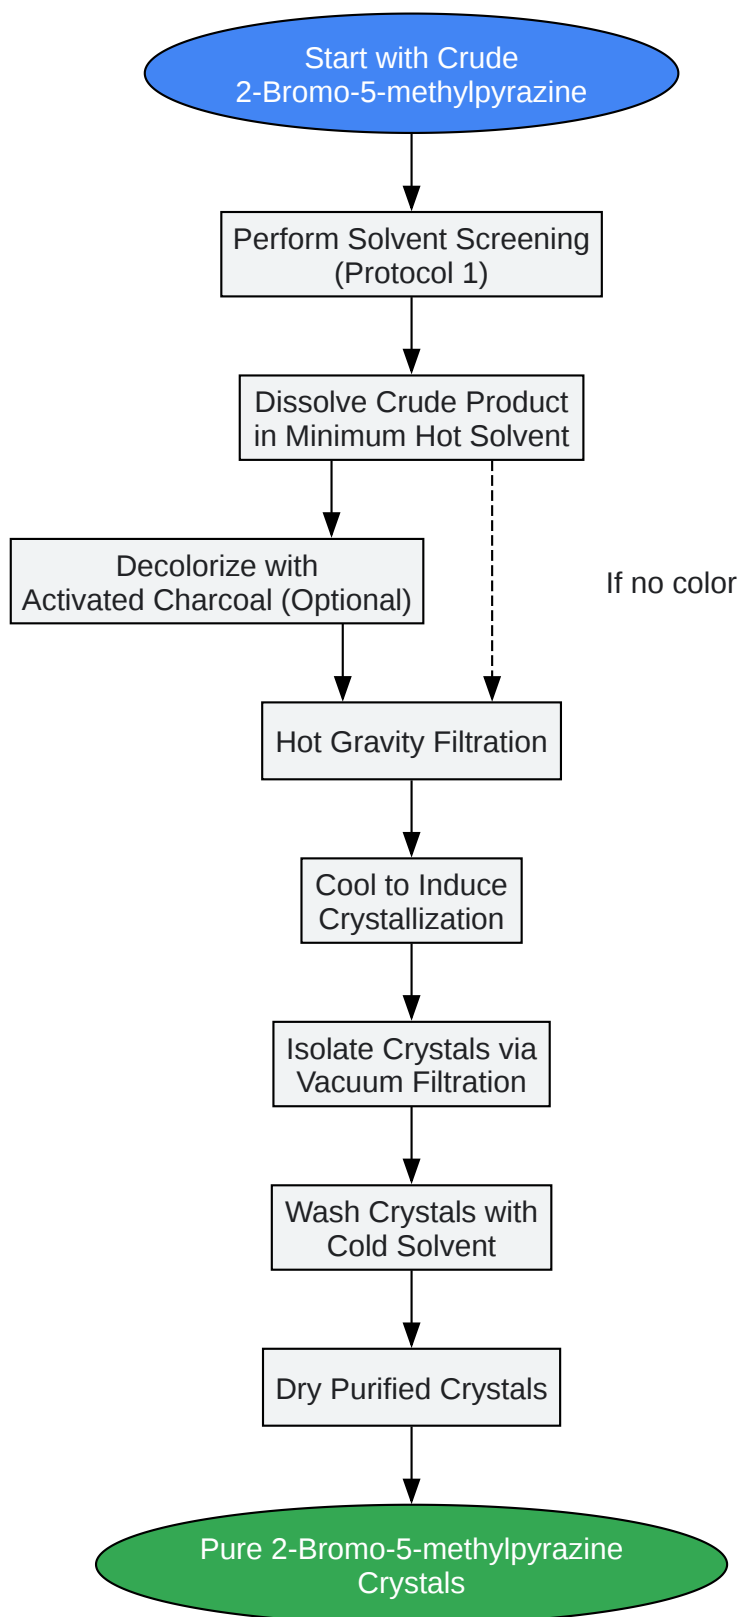 Start with Crude
2-Bromo-5-methylpyrazine
Perform Solvent Screening
(Protocol 1)
Dissolve Crude Product
in Minimum Hot Solvent
Decolorize with
Activated Charcoal (Optional)
If no color
Hot Gravity Filtration
Cool to Induce
Crystallization
Isolate Crystals via
Vacuum Filtration
Wash Crystals with
Cold Solvent
Dry Purified Crystals
Pure 2-Bromo-5-methylpyrazine
Crystals